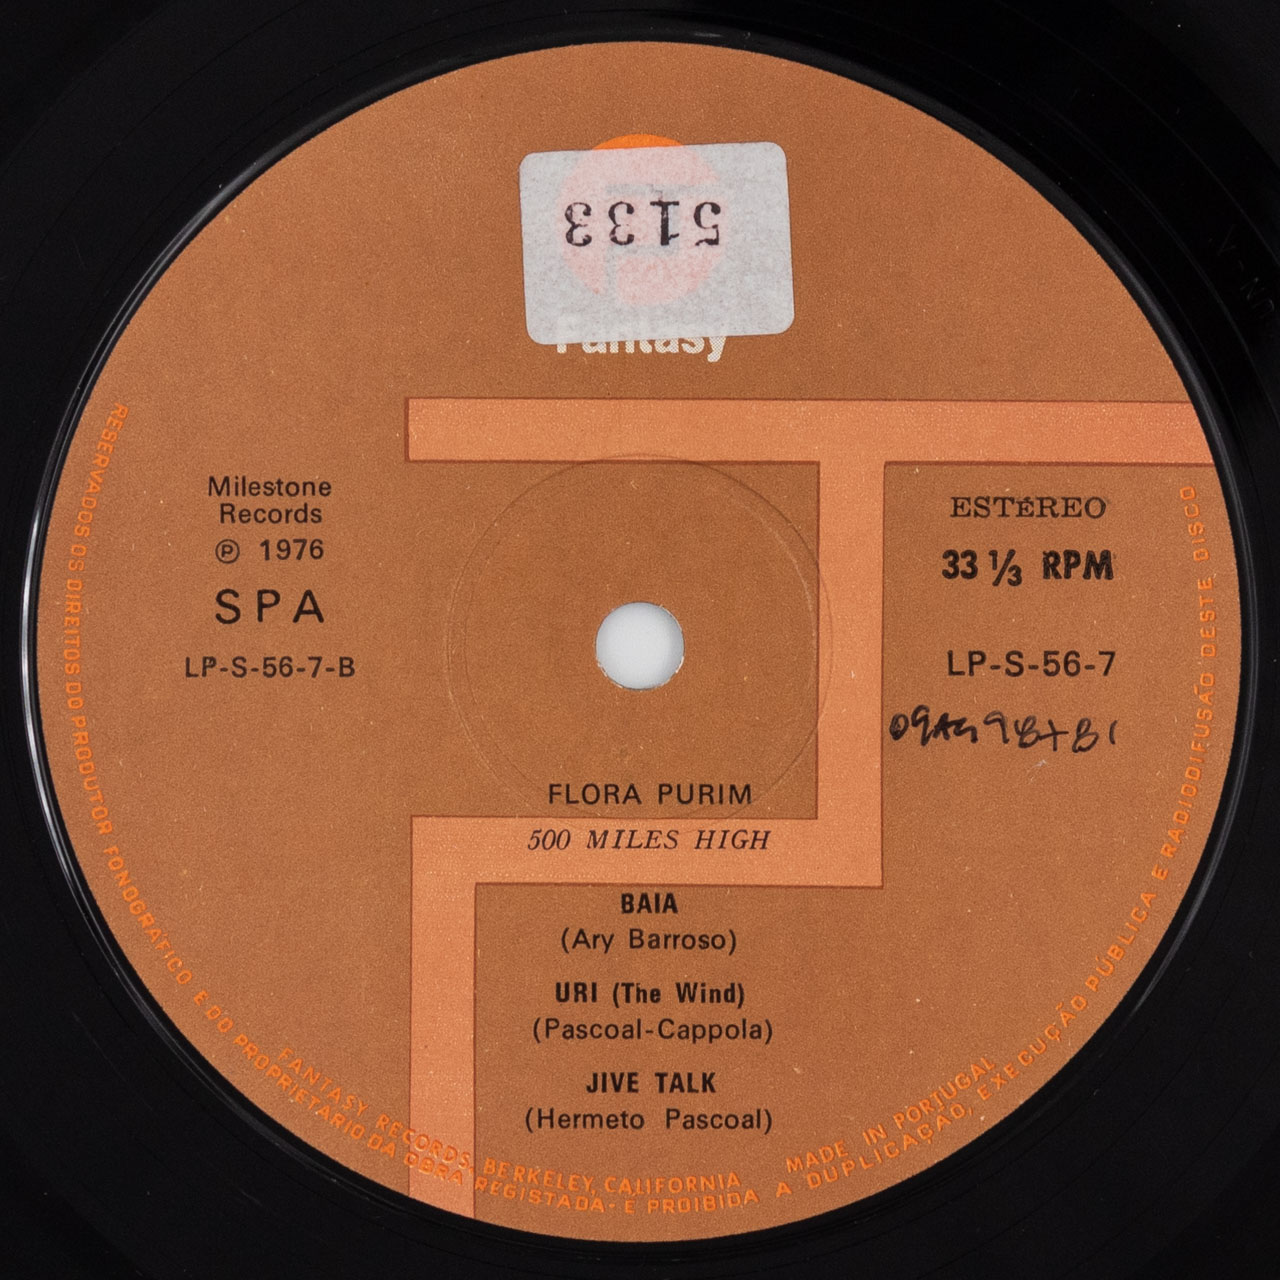 5133
Fantasy
Milestone
Records
℗ 1976
SPA
LP-S-56-7-B
ESTÉREO
33 ⅓ RPM
LP-S-56-7
FLORA PURIM
500 MILES HIGH
BAIA
(Ary Barroso)
URI (The Wind)
(Pascoal-Cappola)
JIVE TALK
(Hermeto Pascoal)
FANTASY RECORDS, BERKELEY, CALIFORNIA
MADE IN PORTUGAL
RESERVADOS OS DIREITOS DO PRODUTOR FONOGRÁFICO E DO PROPRIETARIO DA OBRA REGISTADA - É PROIBIDA A DUPLICAÇÃO, EXECUÇÃO PÚBLICA E RADIODIFUSÃO DESTE DISCO